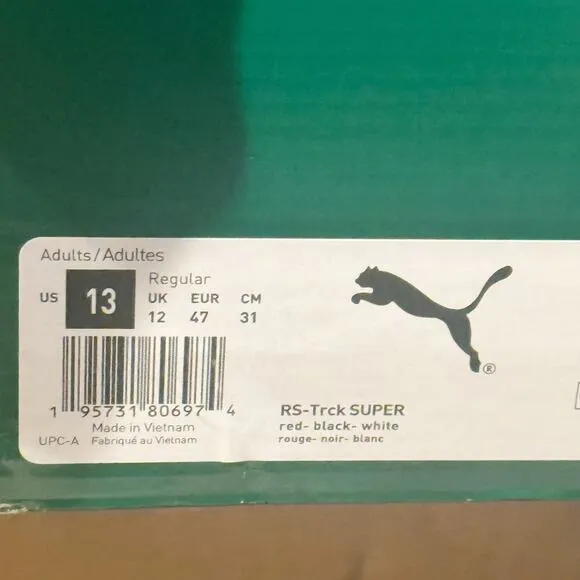 Adults/Adultes
Regular
US 13 UK EUR CM
12 47 31
1 95731 80697 4
Made in Vietnam
UPC-A Fabriqué au Vietnam
®
RS-Trck SUPER
red- black- white
rouge- noir- blanc